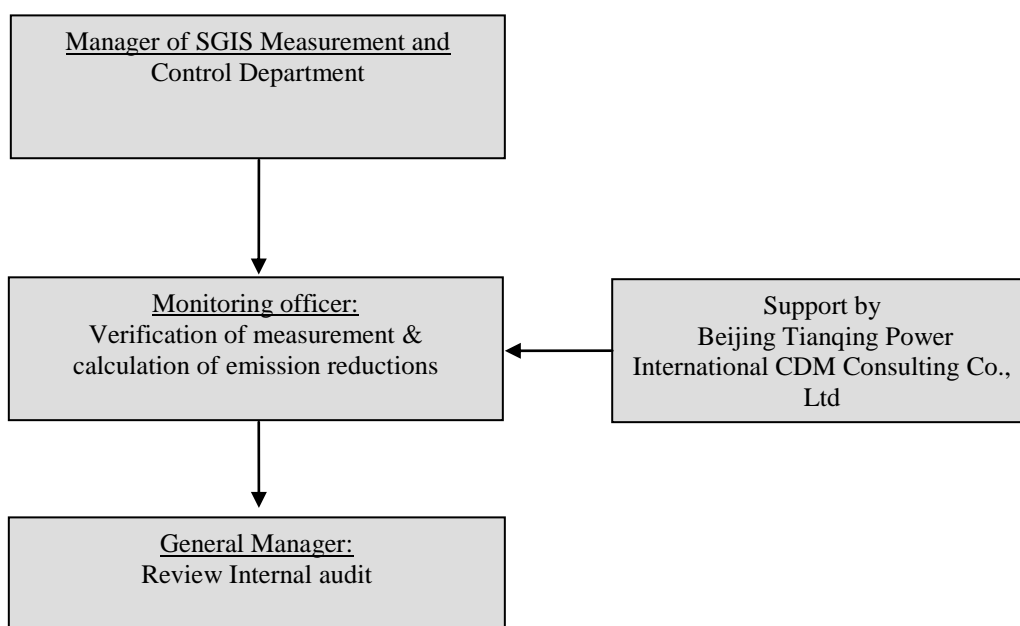 Manager of SGIS Measurement and
Control Department
Monitoring officer:
Verification of measurement &
calculation of emission reductions
Support by
Beijing Tianqing Power
International CDM Consulting Co.,
Ltd
General Manager:
Review Internal audit